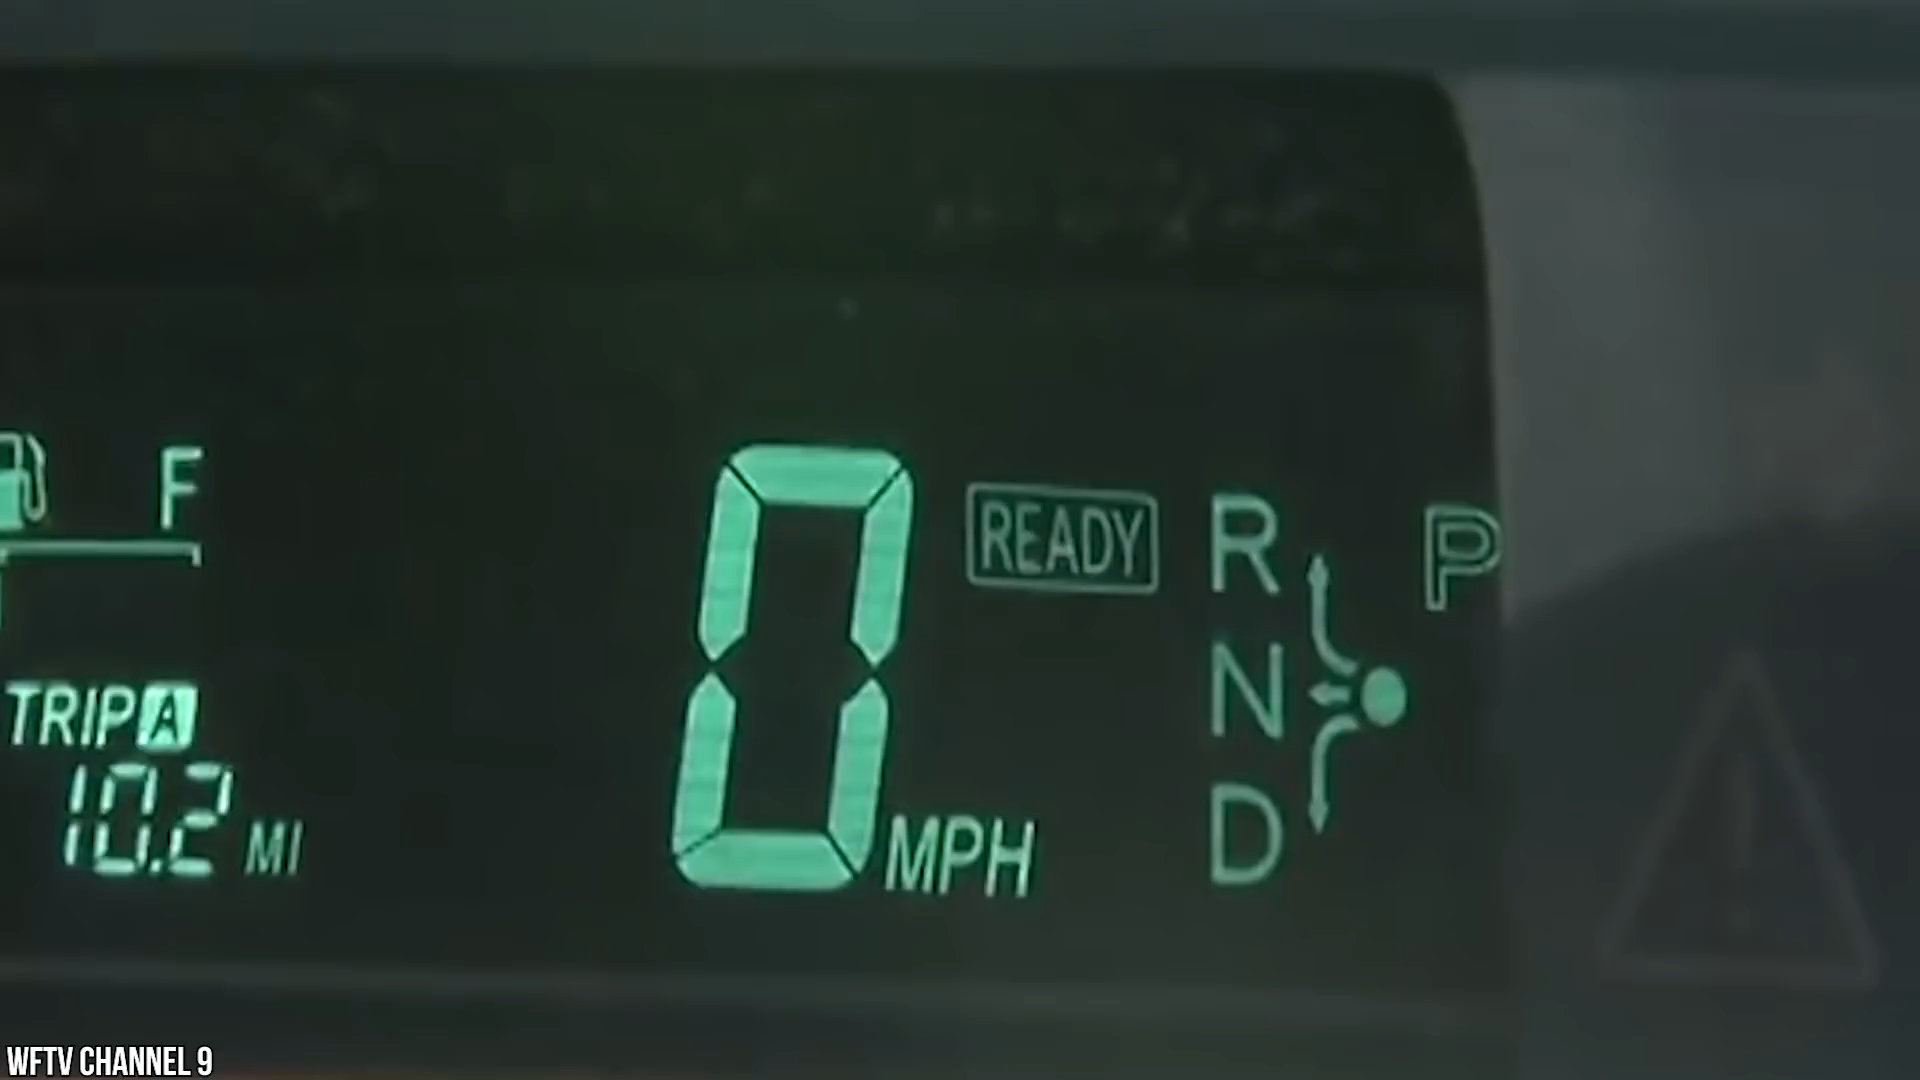 F
TRIP A
10.2 MI
0 MPH
READY
R
N
D
P
WFTV CHANNEL 9